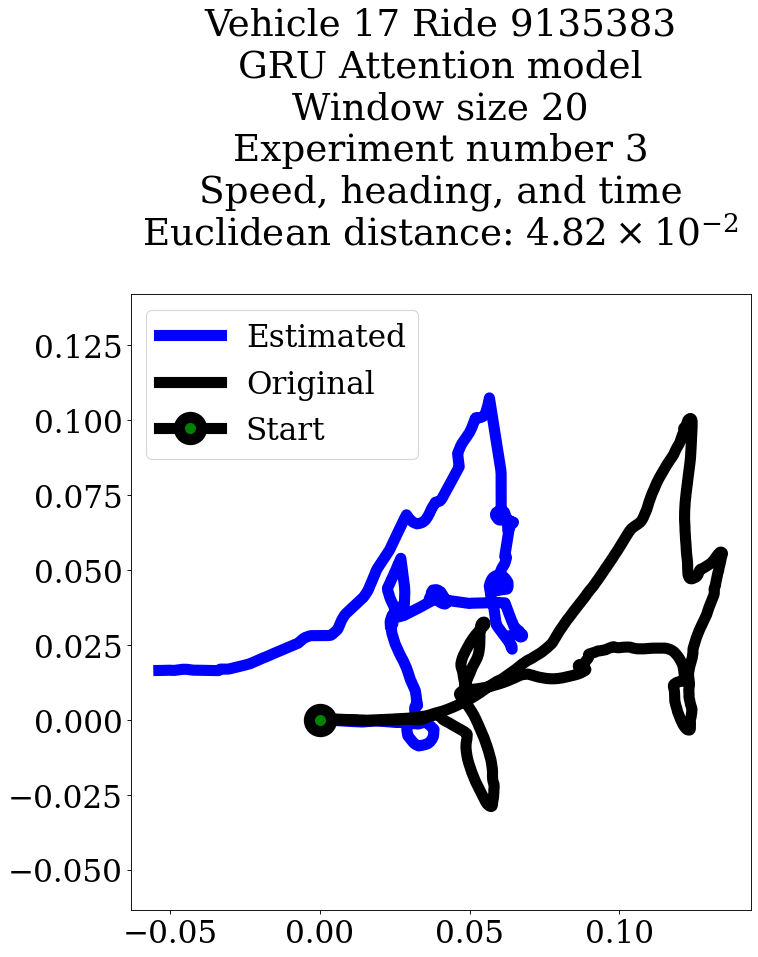 Vehicle 17 Ride 9135383
GRU Attention model
Window size 20
Experiment number 3
Speed, heading, and time
Euclidean distance: 4.82 × 10⁻²
Estimated
Original
Start
0.125
0.100
0.075
0.050
0.025
0.000
−0.025
−0.050
−0.05 0.00 0.05 0.10